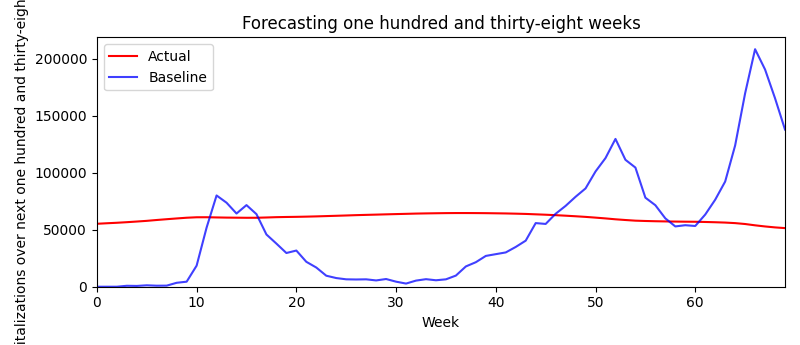 Forecasting one hundred and thirty-eight weeks
Actual
Baseline
200000
150000
100000
50000
0
italizations over next one hundred and thirty-eigh
0 10 20 30 40 50 60
Week